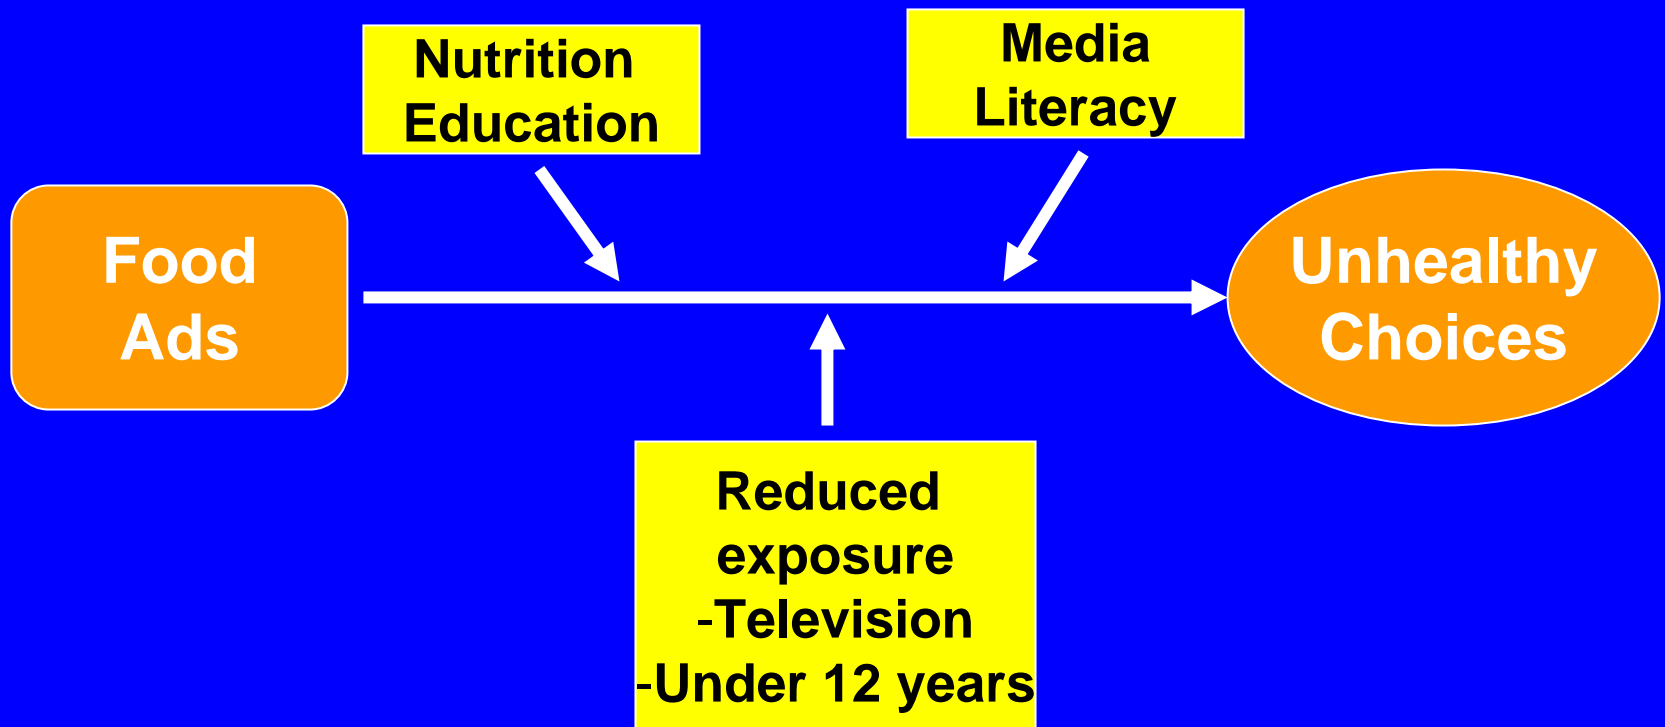 Nutrition
Education
Media
Literacy
Food
Ads
Unhealthy
Choices
Reduced
exposure
-Television
-Under 12 years